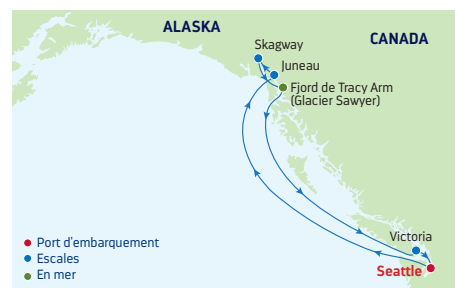 ALASKA
CANADA
Skagway
Juneau
Fjord de Tracy Arm
(Glacier Sawyer)
Victoria
Seattle
Port d'embarquement
Escales
En mer